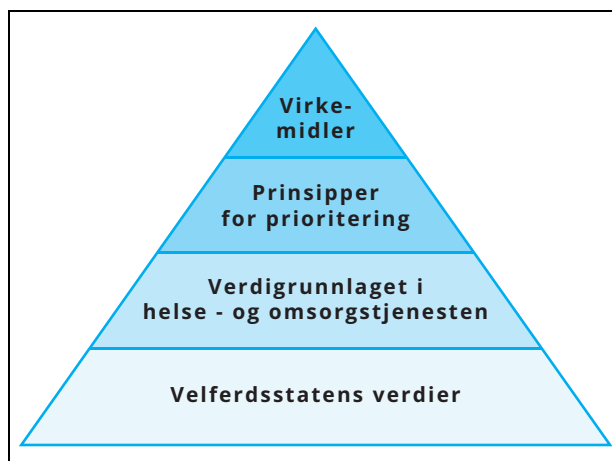 Virke-
midler
Prinsipper
for prioritering
Verdigrunnlaget i
helse - og omsorgstjenesten
Velferdsstatens verdier